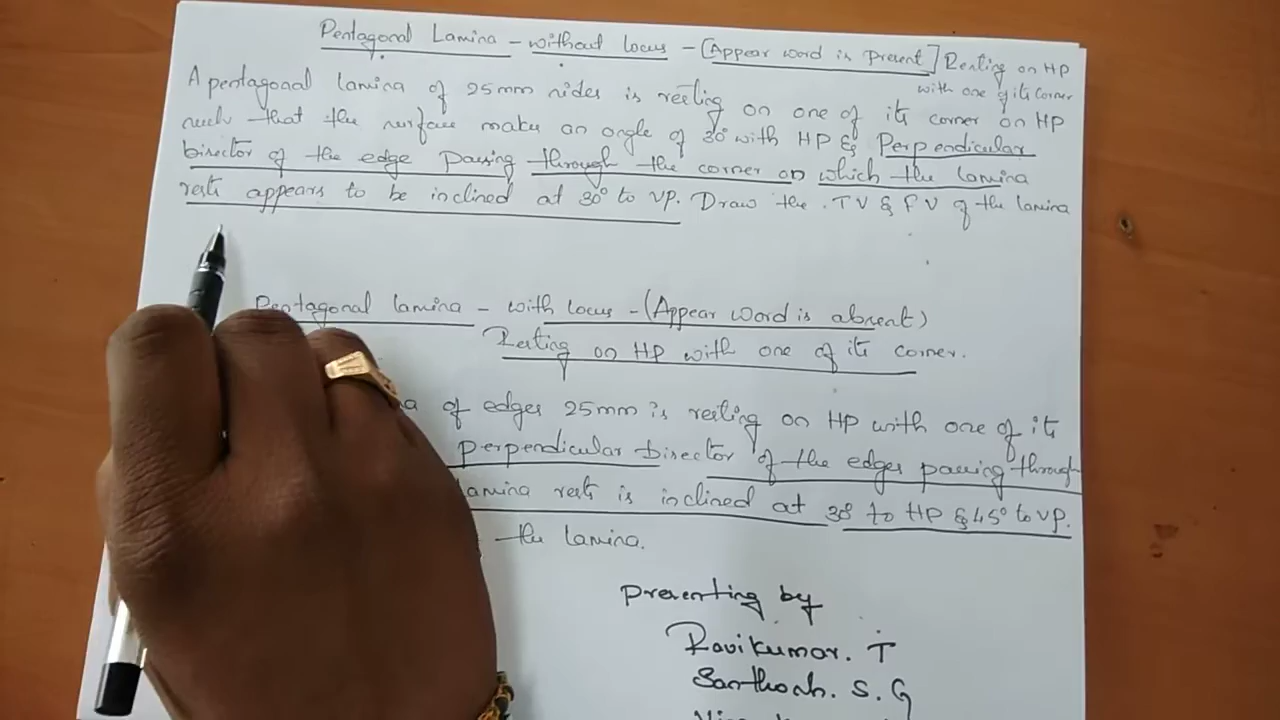 Pentagonal Lamina - without locus - [Appear word is Present] Resting on HP
with one of its corner
A pentagonal lamina of 25mm sides is resting on one of its corner on HP
such that the surface makes an angle of 30° with HP & Perpendicular
Bisector of the edge passing through the corner on which the lamina
rests appears to be inclined at 30° to VP. Draw the TV & FV of the lamina
Pentagonal lamina - with locus - (Appear word is absent)
Resting on HP with one of its corner.
of edges 25mm is resting on HP with one of its
perpendicular bisector of the edges passing through
lamina rests is inclined at 30° to HP & 45° to VP.
the lamina.
Presenting by
Ravikumar. T
Santhosh. S. G